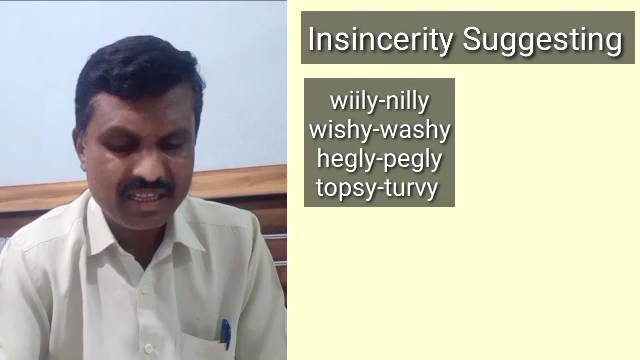 Insincerity Suggesting
wiily-nilly
wishy-washy
hegly-pegly
topsy-turvy